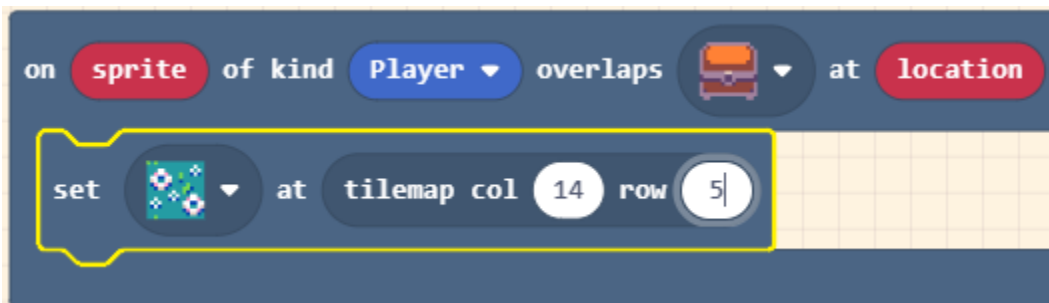 on sprite of kind Player overlaps at location
set at tilemap col 14 row 5